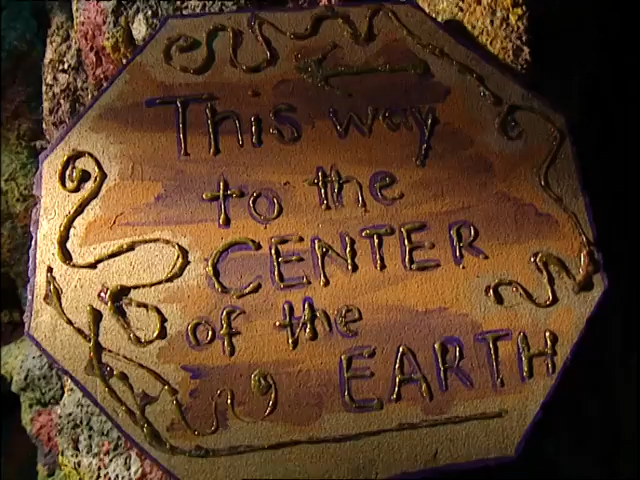 This way
to the
CENTER
of the
EARTH